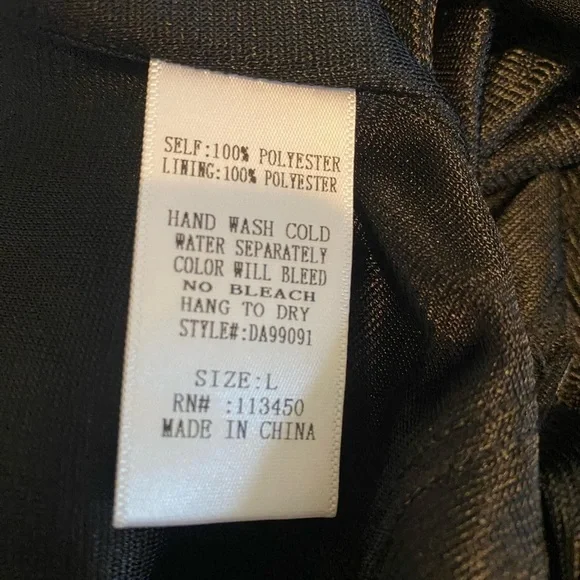 SELF:100% POLYESTER
LINING:100% POLYESTER
HAND WASH COLD
WATER SEPARATELY
COLOR WILL BLEED
NO BLEACH
HANG TO DRY
STYLE#:DA99091
SIZE:L
RN# :113450
MADE IN CHINA